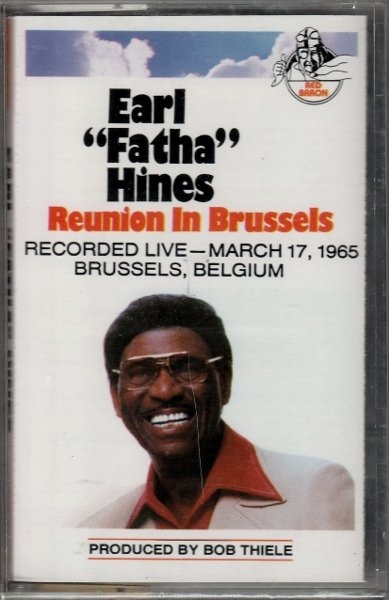 RED
BARON
Earl
“Fatha”
Hines
Reunion In Brussels
RECORDED LIVE—MARCH 17, 1965
BRUSSELS, BELGIUM
PRODUCED BY BOB THIELE